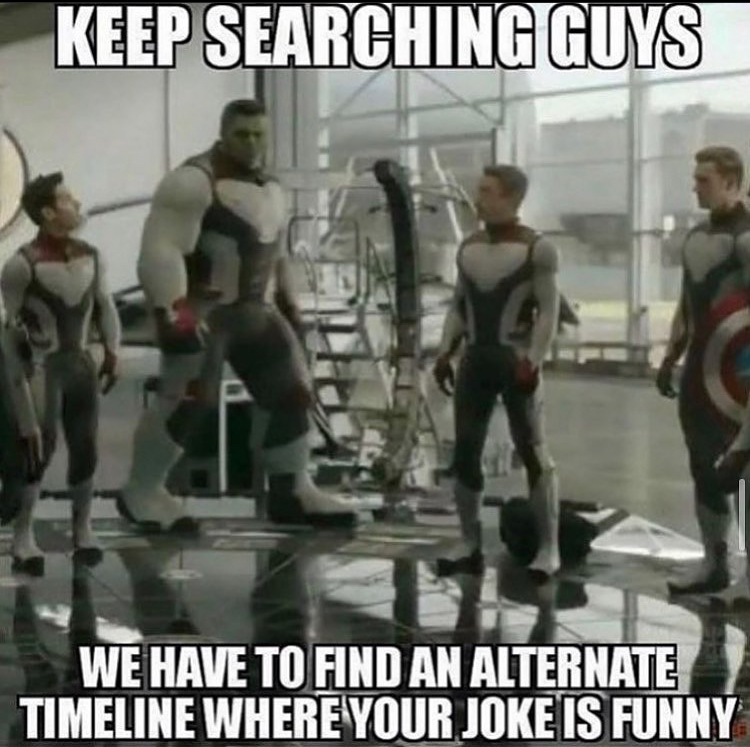 KEEP SEARCHING GUYS
WE HAVE TO FIND AN ALTERNATE
TIMELINE WHERE YOUR JOKE IS FUNNY